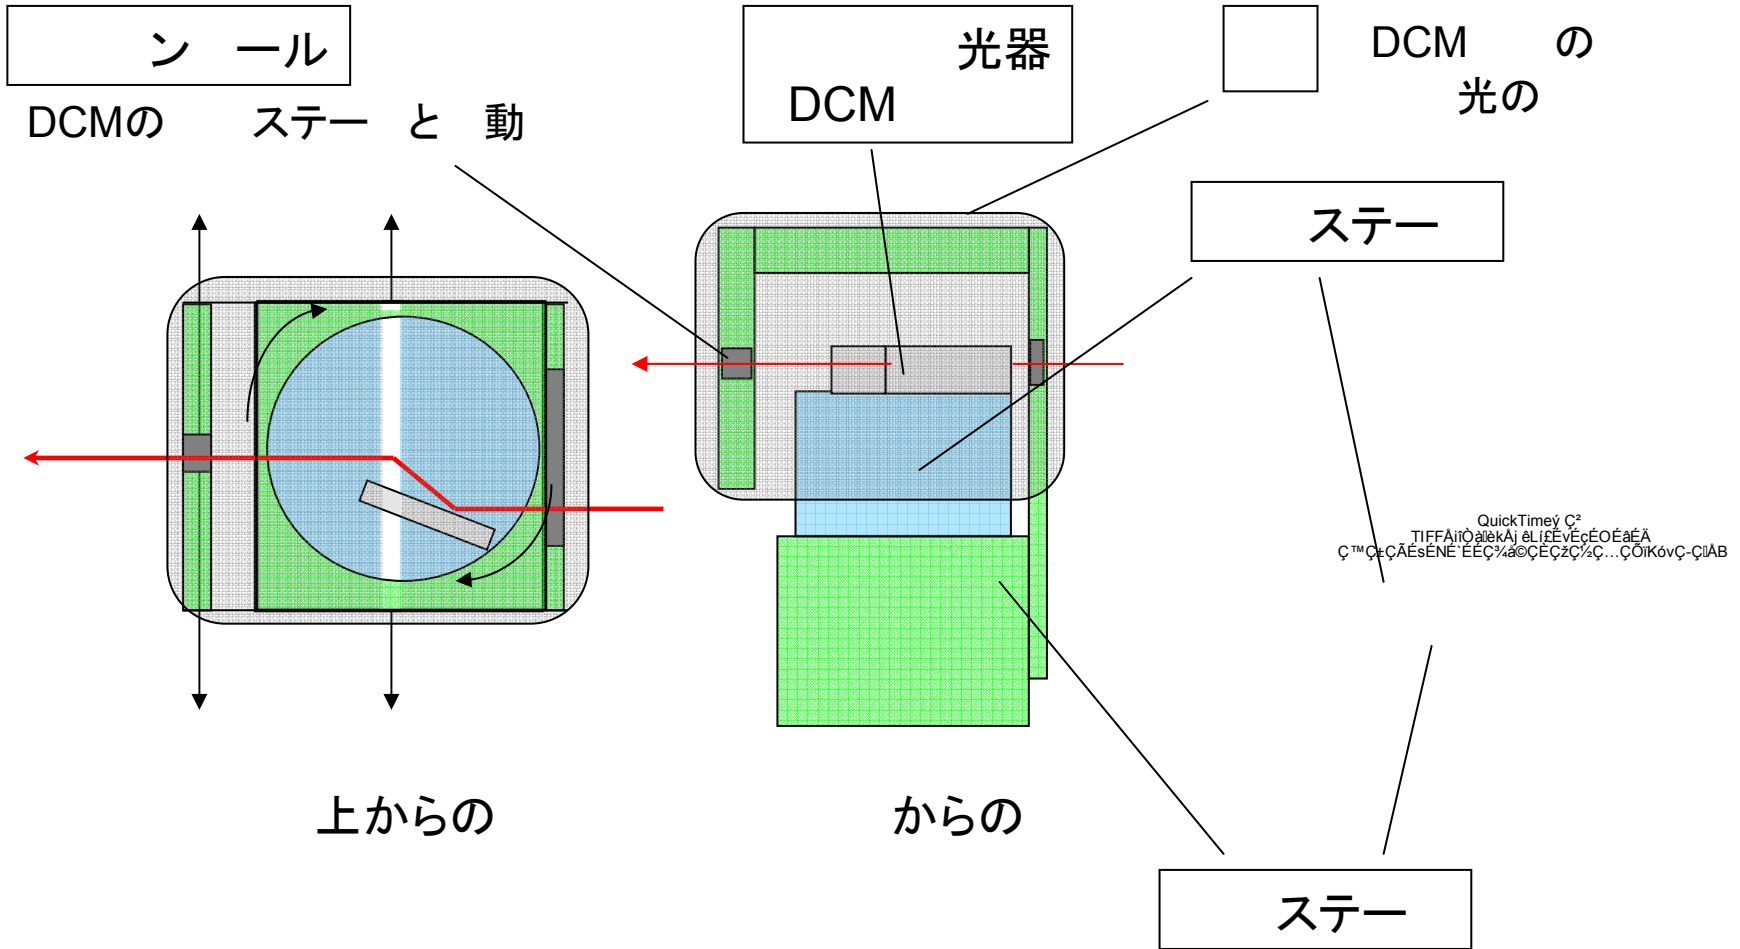 ン ール
DCMの ステー と 動
光器
DCM
DCM の
光の
ステー
QuickTimeý Ç²
上からの
からの
ステー